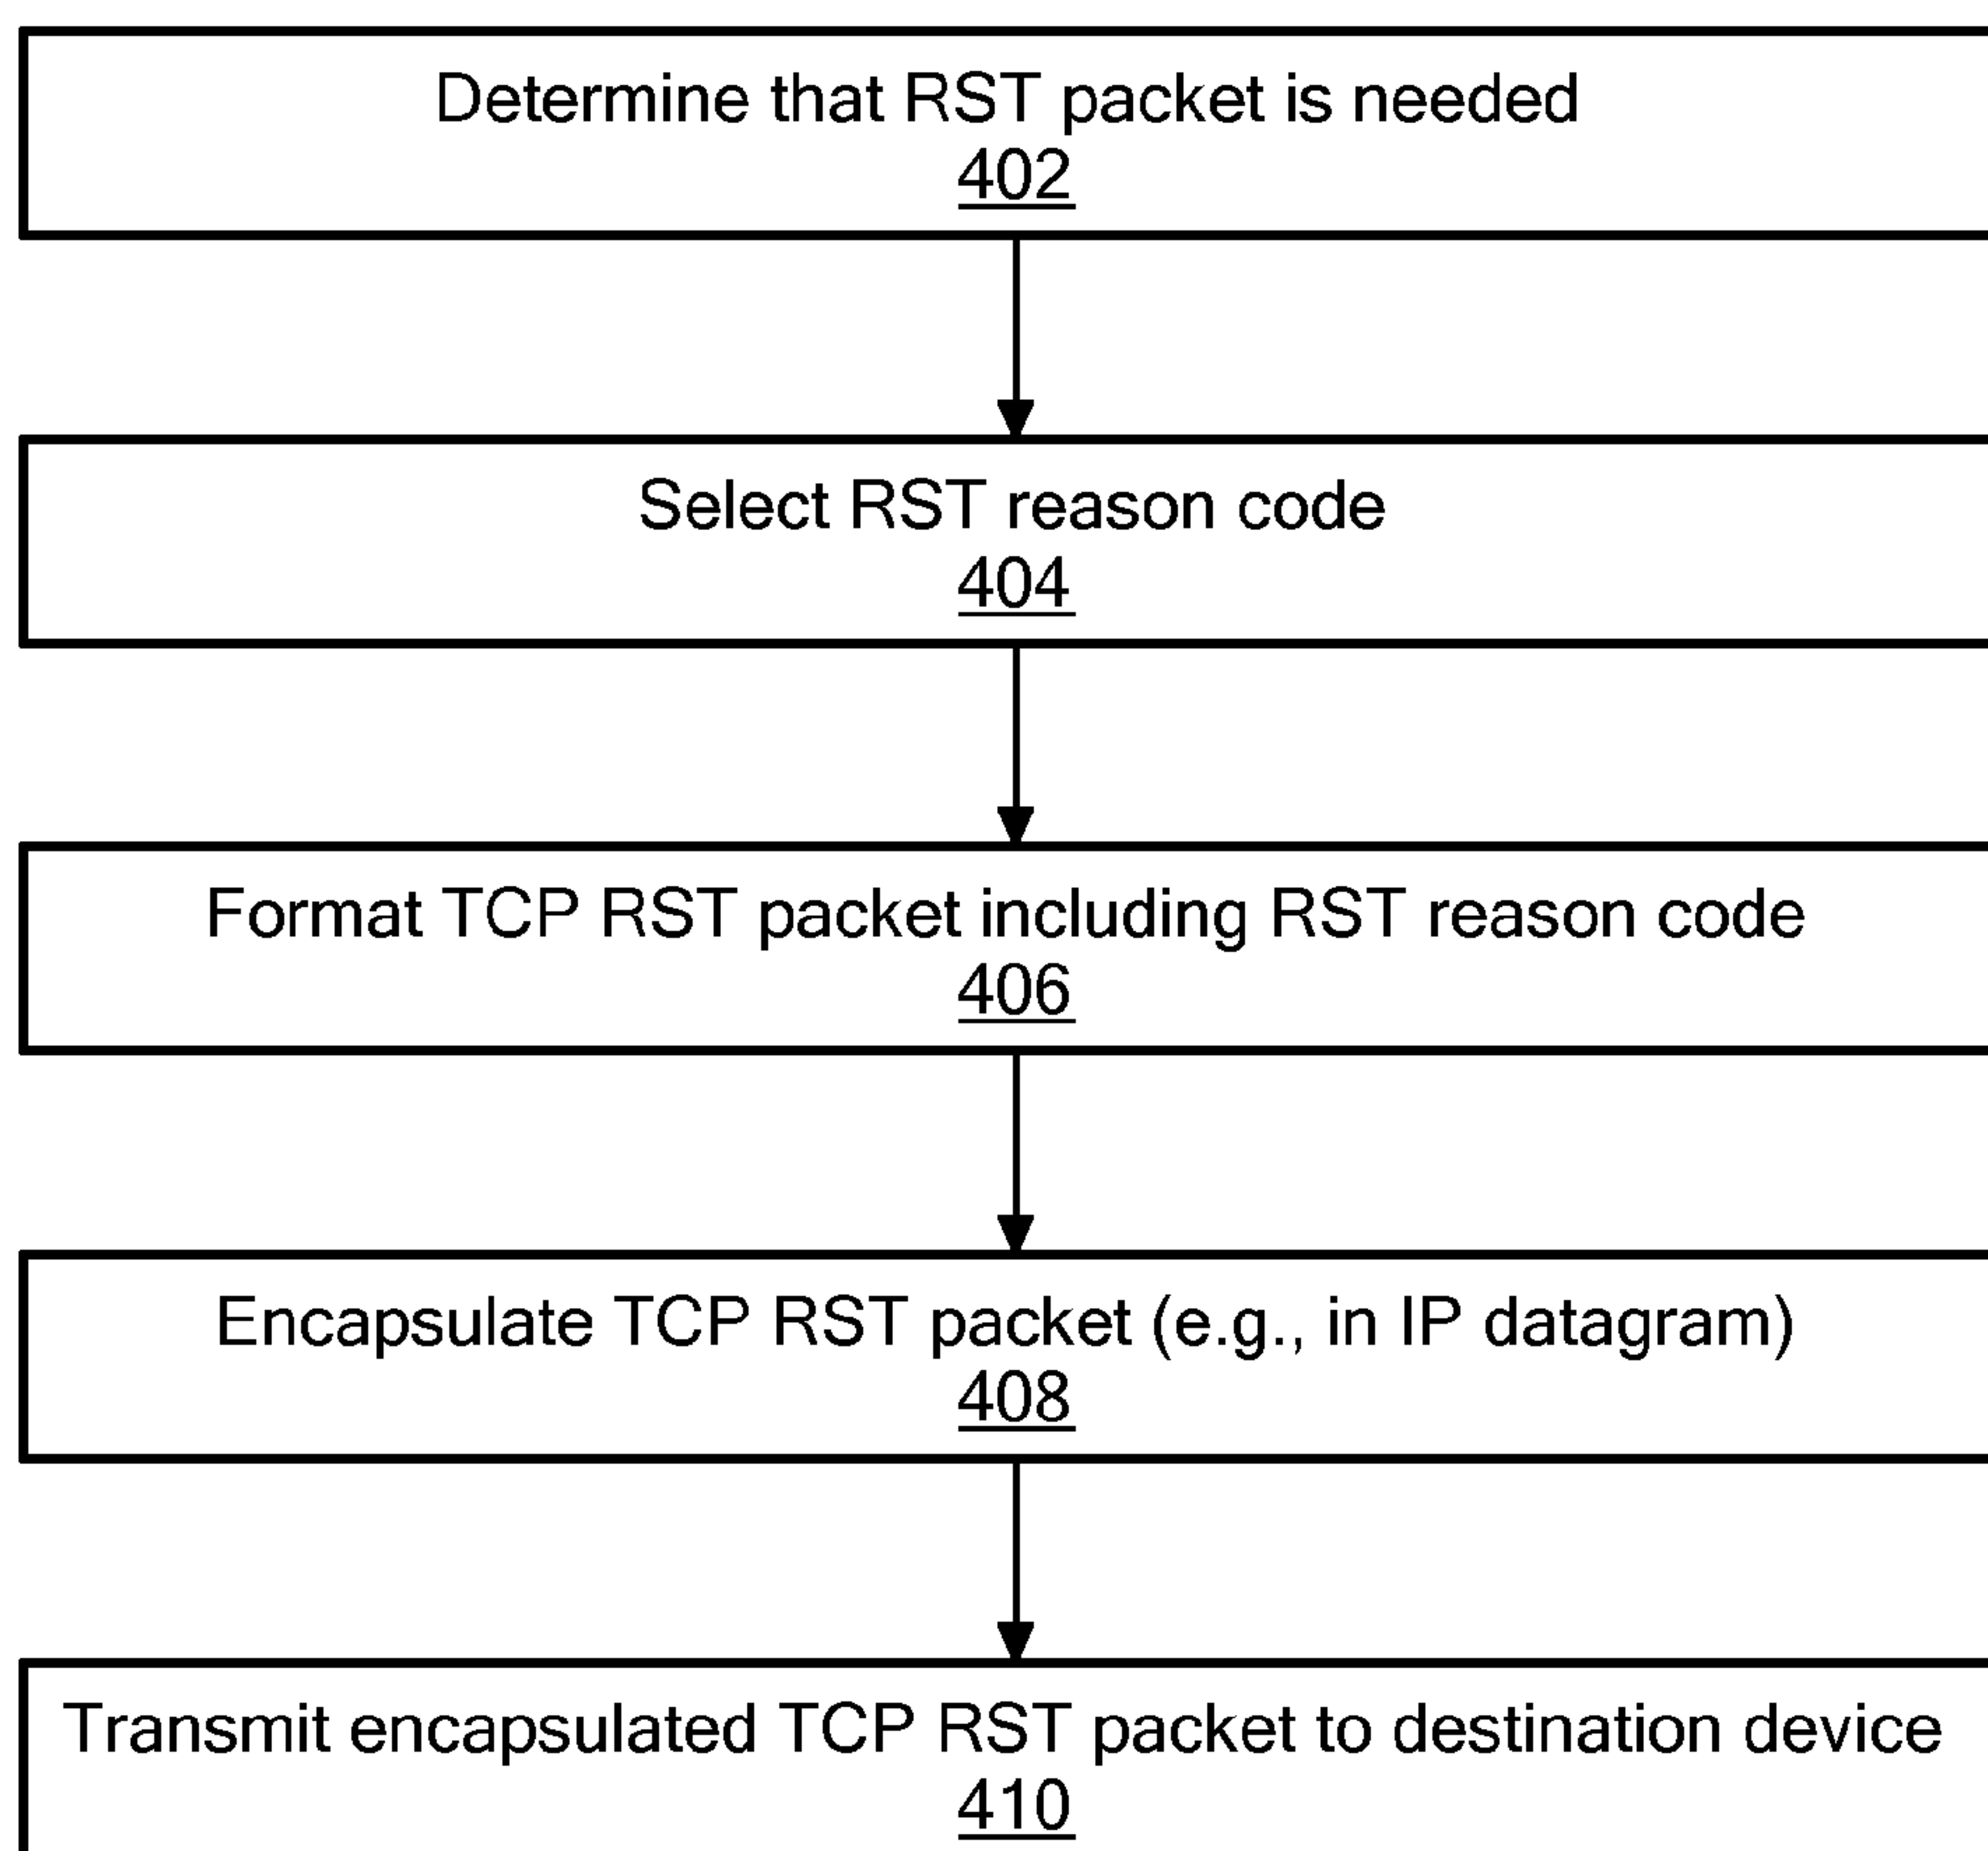 Determine that RST packet is needed
402
Select RST reason code
404
Format TCP RST packet including RST reason code
406
Encapsulate TCP RST packet (e.g., in IP datagram)
408
Transmit encapsulated TCP RST packet to destination device
410